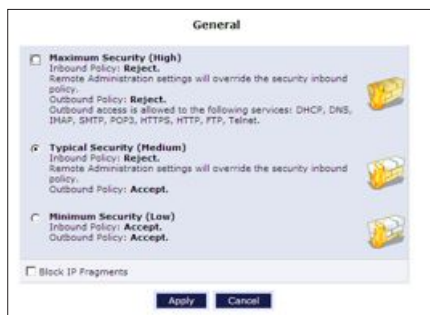 General
Maximum Security (High)
Inbound Policy: Reject.
Remote Administration settings will override the security inbound
policy.
Outbound Policy: Reject.
Outbound access is allowed to the following services: DHCP, DNS,
IMAP, SMTP, POP3, HTTPS, HTTP, FTP, Telnet.
Typical Security (Medium)
Inbound Policy: Reject.
Remote Administration settings will override the security inbound
policy.
Outbound Policy: Accept.
Minimum Security (Low)
Inbound Policy: Accept.
Outbound Policy: Accept.
Block IP Fragments
Apply Cancel